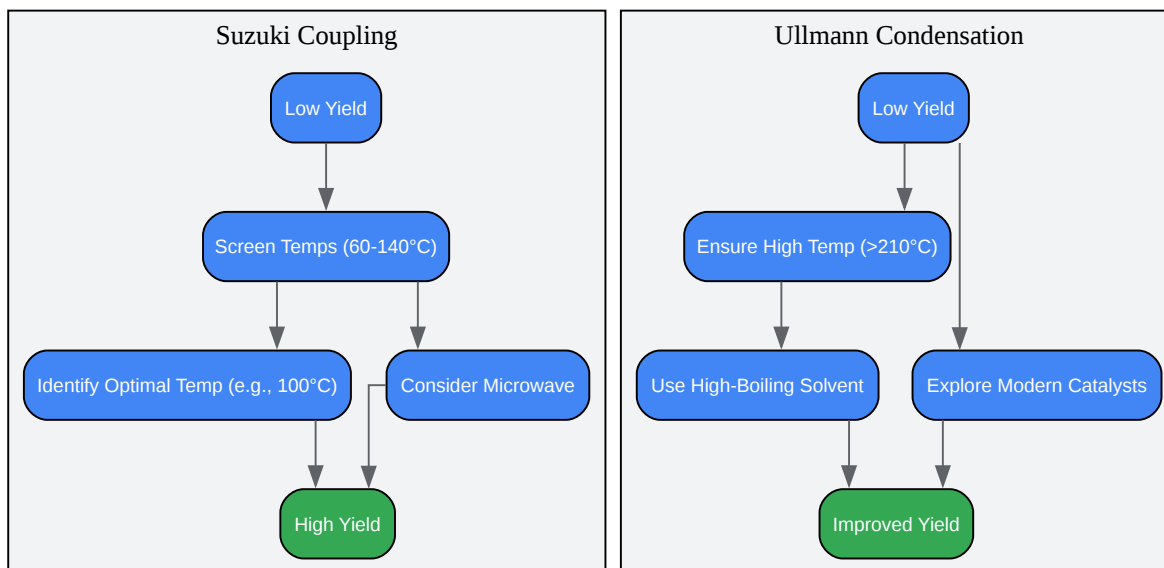 Suzuki Coupling
Low Yield
Screen Temps (60-140°C)
Identify Optimal Temp (e.g., 100°C)
Consider Microwave
High Yield
Ullmann Condensation
Low Yield
Ensure High Temp (>210°C)
Use High-Boiling Solvent
Explore Modern Catalysts
Improved Yield